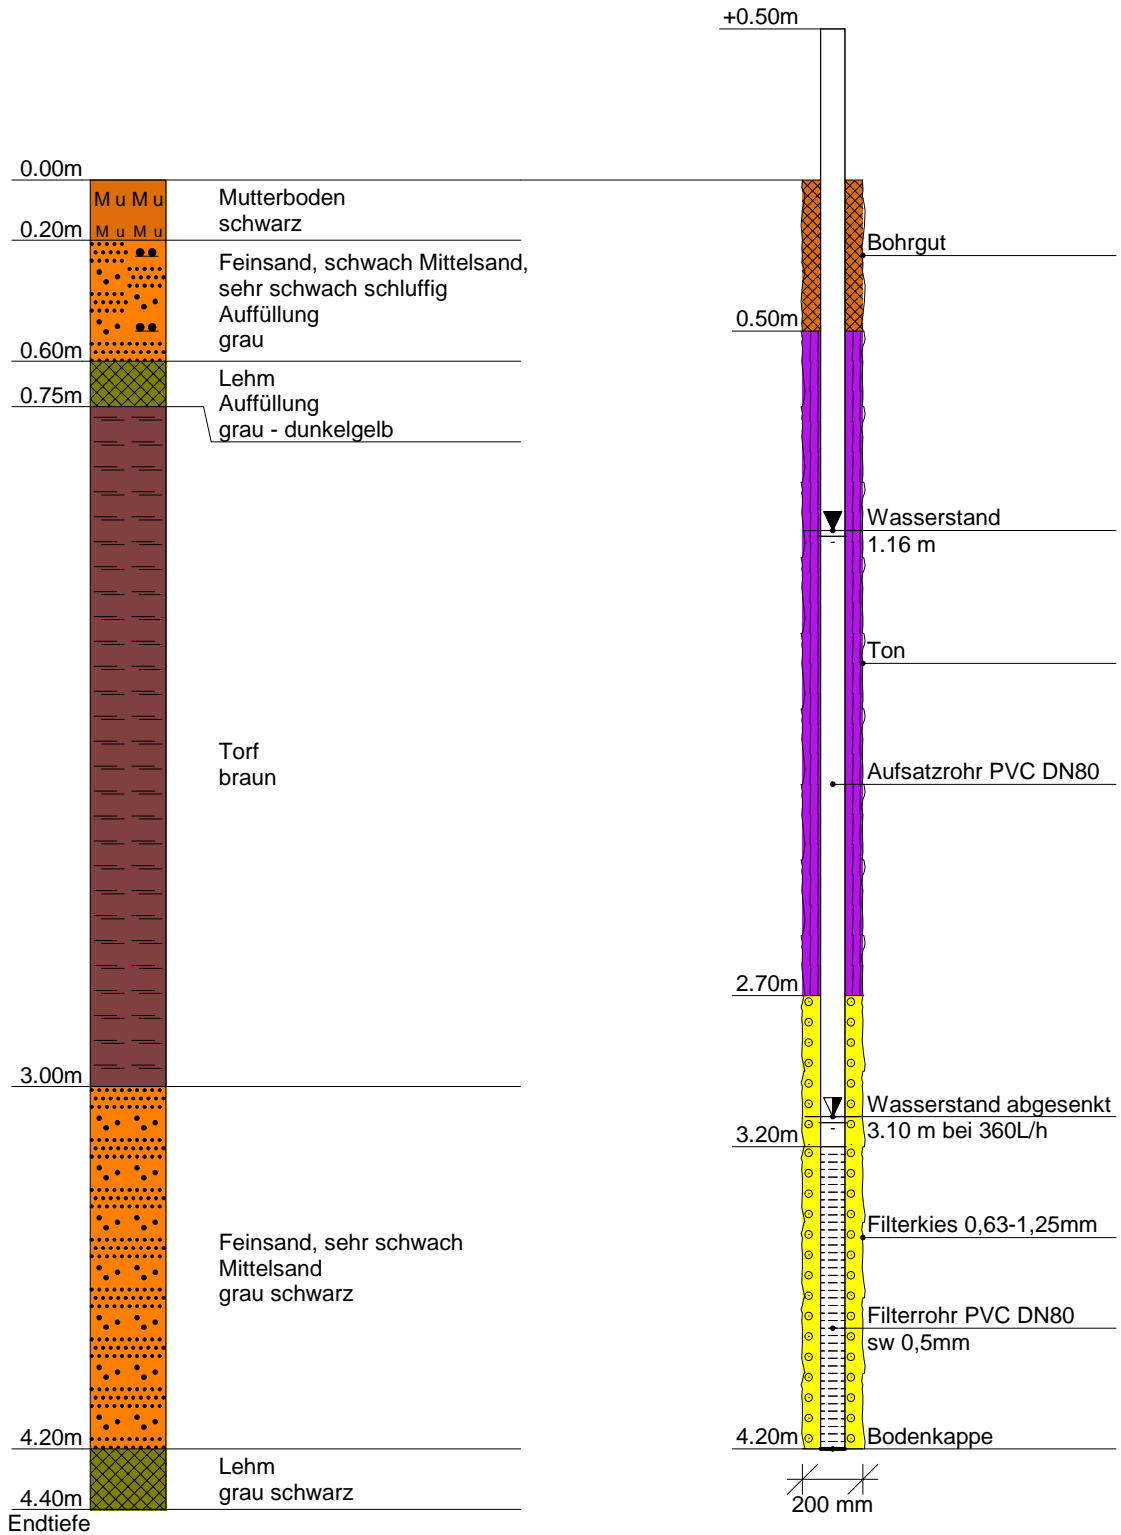 +0.50m
0.00m
M u M u
Mutterboden
schwarz
M u M u
0.20m
Bohrgut
Feinsand, schwach Mittelsand,
sehr schwach schluffig
Auffüllung
grau
0.50m
0.60m
Lehm
Auffüllung
grau - dunkelgelb
0.75m
Wasserstand
1.16 m
Ton
Torf
braun
Aufsatzrohr PVC DN80
2.70m
3.00m
Wasserstand abgesenkt
3.10 m bei 360L/h
3.20m
Filterkies 0,63-1,25mm
Feinsand, sehr schwach
Mittelsand
grau schwarz
Filterrohr PVC DN80
sw 0,5mm
4.20m
4.20m
Bodenkappe
Lehm
grau schwarz
4.40m
Endtiefe
200 mm